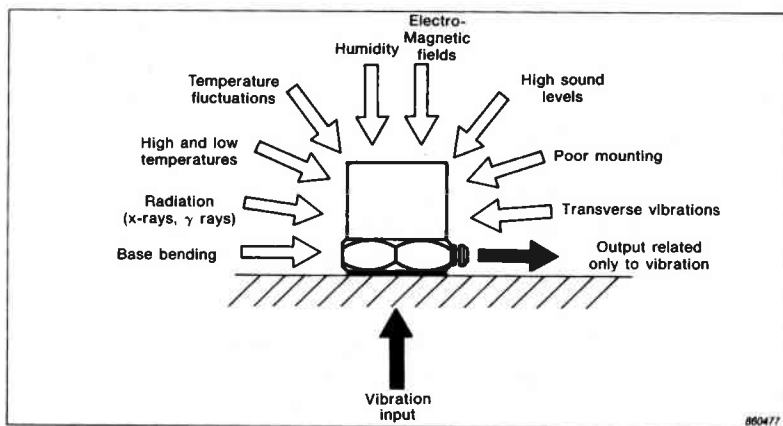 Electro-
Magnetic
fields
Humidity
Temperature
fluctuations
High sound
levels
High and low
temperatures
Poor mounting
Radiation
(x-rays, γ rays)
Transverse vibrations
Base bending
Output related
only to vibration
Vibration
input
860477